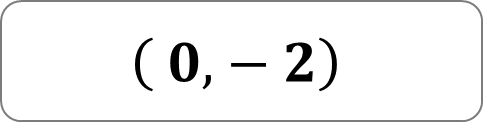 ( 0, − 2)